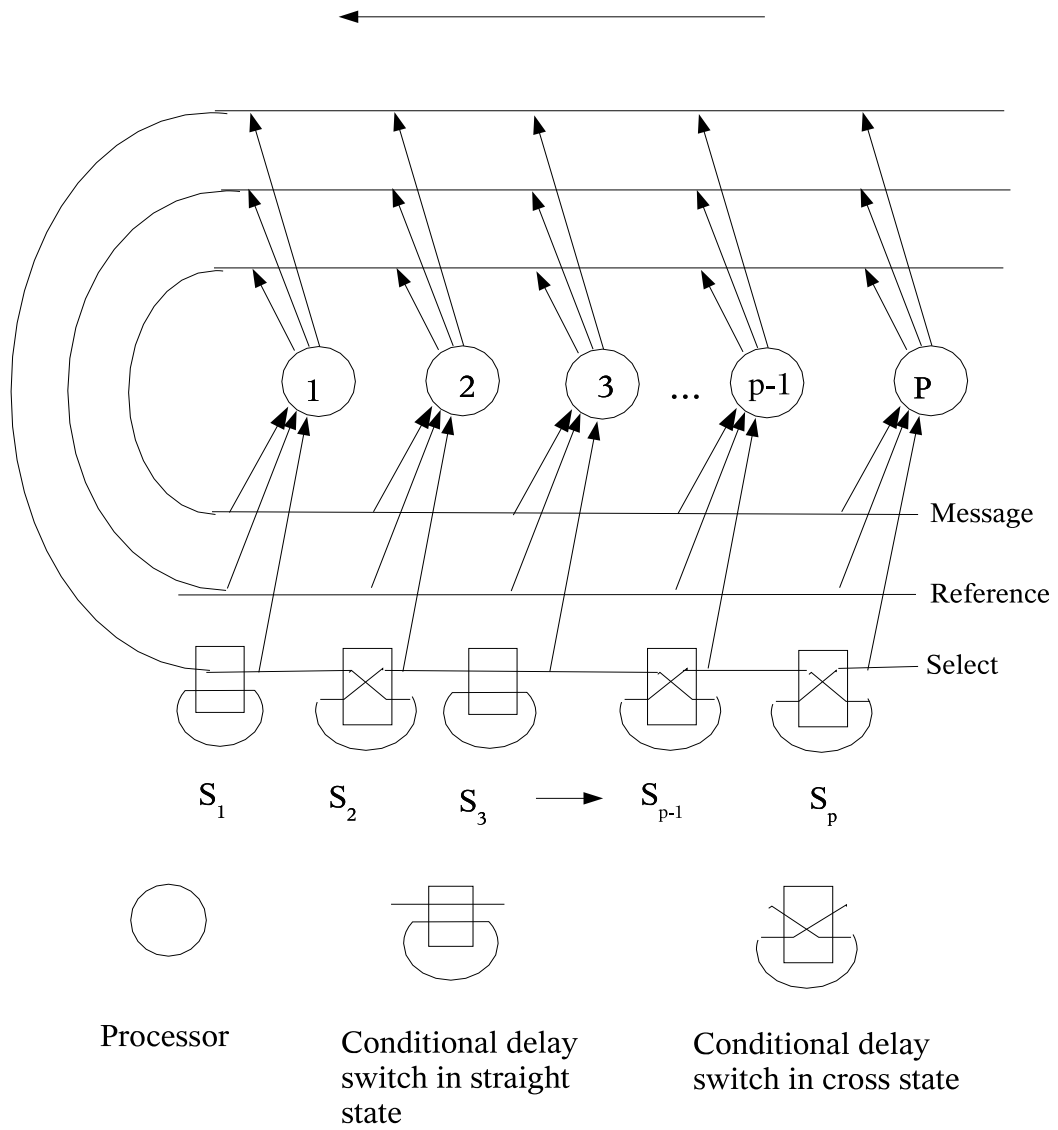 1 2 3 ... p-1 P
Message
Reference
Select
S1 S2 S3 Sp-1 Sp
Processor
Conditional delay
switch in straight
state
Conditional delay
switch in cross state